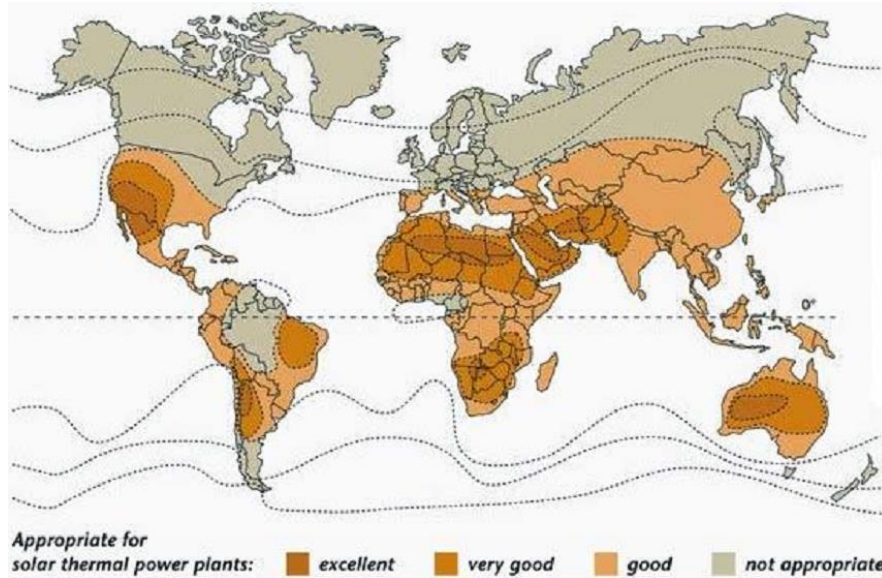 0°
Appropriate for
solar thermal power plants: excellent very good good not appropriate